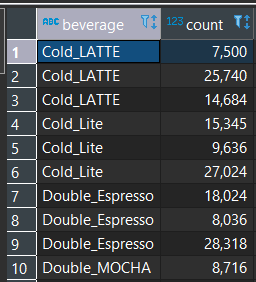 ABC beverage 123 count
1 Cold_LATTE 7,500
2 Cold_LATTE 25,740
3 Cold_LATTE 14,684
4 Cold_Lite 15,345
5 Cold_Lite 9,636
6 Cold_Lite 27,024
7 Double_Espresso 18,024
8 Double_Espresso 8,036
9 Double_Espresso 28,318
10 Double_MOCHA 8,716